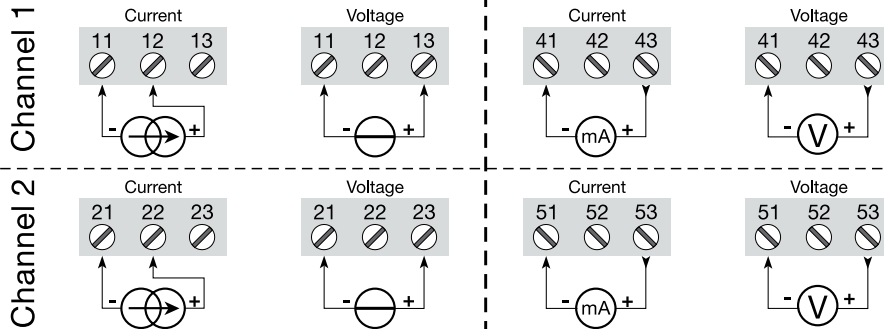 Channel 1
Current Voltage Current Voltage
11 12 13 11 12 13 41 42 43 41 42 43
- + - + - mA + - V +
Channel 2
Current Voltage Current Voltage
21 22 23 21 22 23 51 52 53 51 52 53
- + - + - mA + - V +